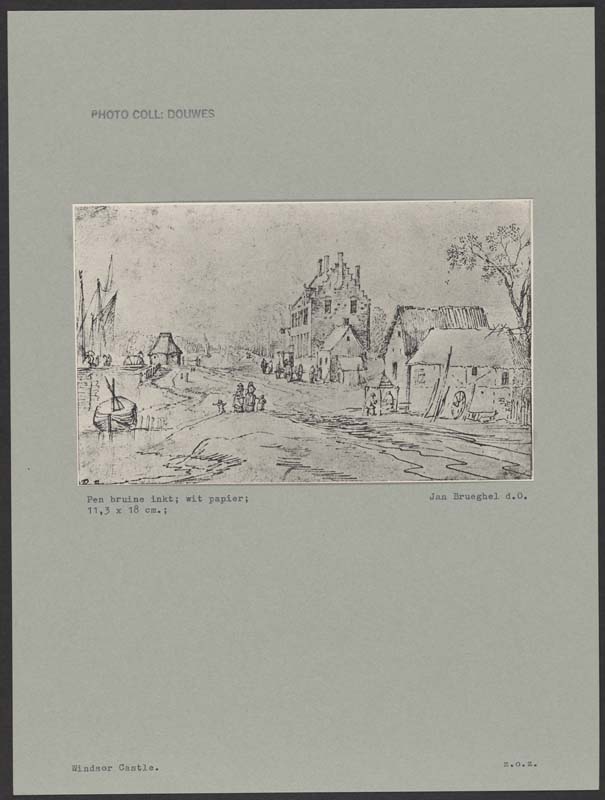 PHOTO COLL: DOUWES
Pen bruine inkt; wit papier;
11,3 x 18 cm.;
Jan Brueghel d.O.
Windsor Castle.
z.o.z.